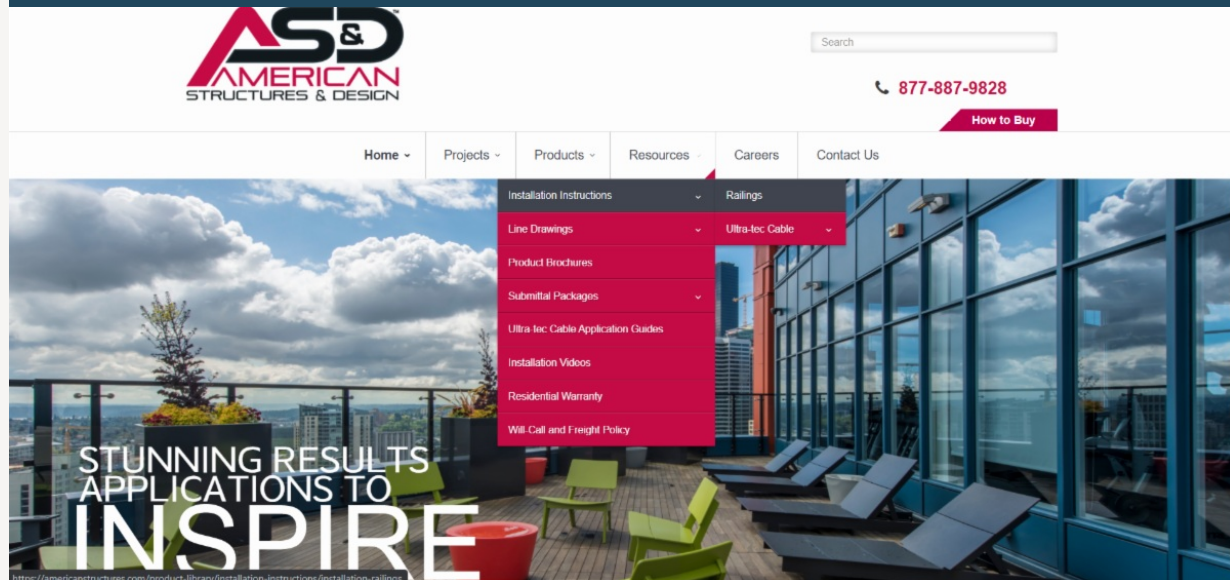 AS&D™
AMERICAN
STRUCTURES & DESIGN
Search
877-887-9828
How to Buy
Home
Projects
Products
Resources
Careers
Contact Us
Installation Instructions
Railings
Line Drawings
Ultra-tec Cable
Product Brochures
Submittal Packages
Ultra-tec Cable Application Guides
Installation Videos
Residential Warranty
Will-Call and Freight Policy
STUNNING RESULTS
APPLICATIONS TO
INSPIRE
https://americanstructures.com/product-library/installation-instructions/installation-railings